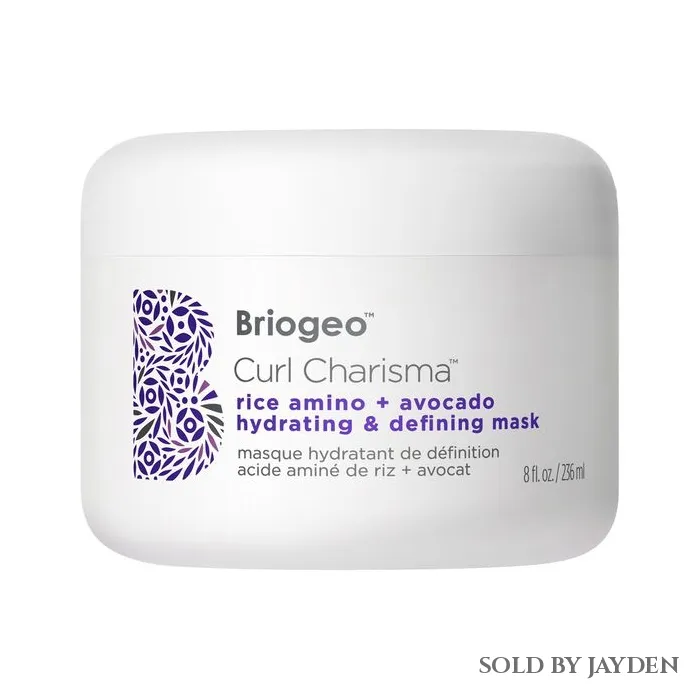 Briogeo™
Curl Charisma™
rice amino + avocado
hydrating & defining mask
masque hydratant de définition
acide aminé de riz + avocat
8 fl. oz. / 236 ml
SOLD BY JAYDEN